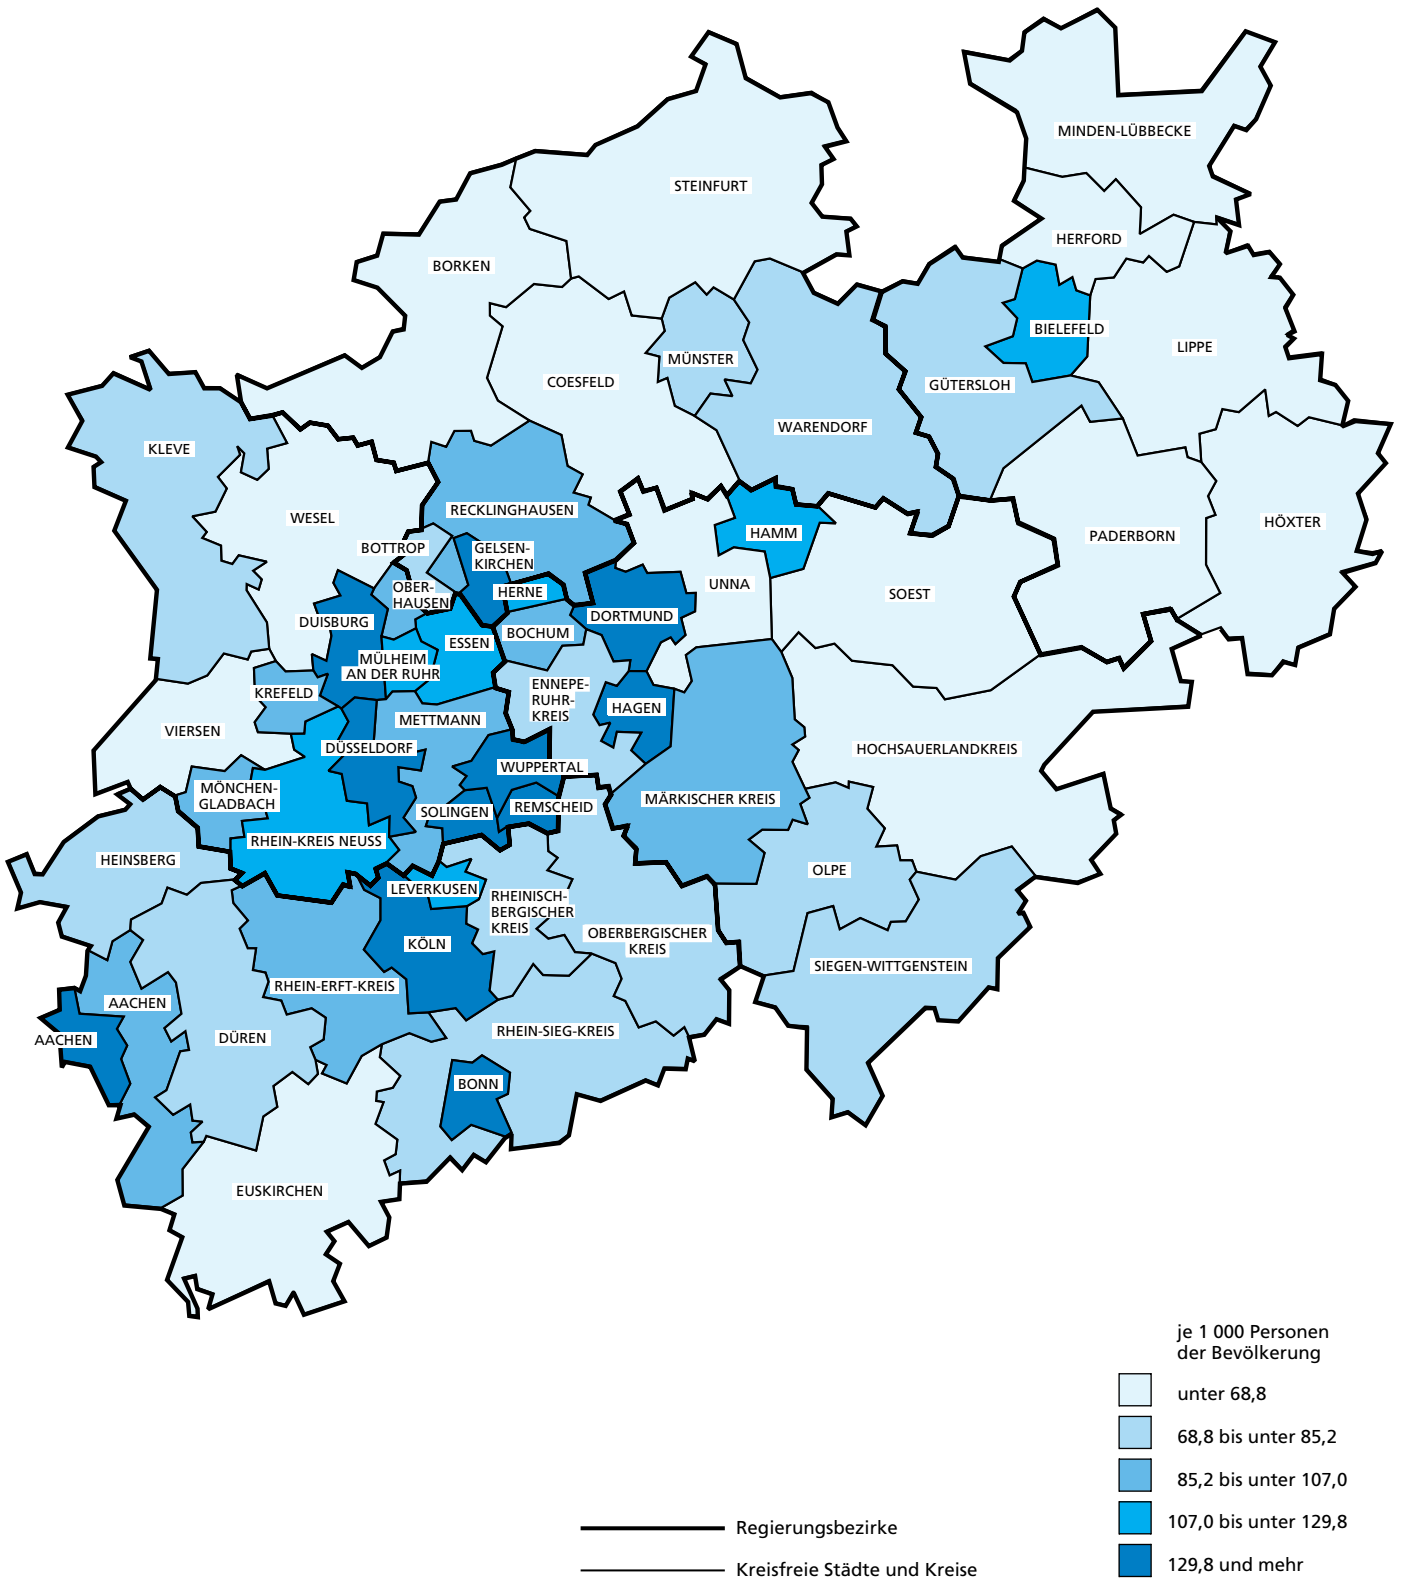 MINDEN-LÜBBECKE
STEINFURT
HERFORD
BORKEN
BIELEFELD
LIPPE
MÜNSTER
COESFELD
GÜTERSLOH
WARENDORF
KLEVE
RECKLINGHAUSEN
WESEL
HÖXTER
HAMM
PADERBORN
BOTTROP
GELSEN-
KIRCHEN
UNNA
OBER-
HAUSEN
HERNE
SOEST
DORTMUND
DUISBURG
BOCHUM
ESSEN
MÜLHEIM
AN DER RUHR
ENNEPE-
RUHR-
KREIS
KREFELD
HAGEN
METTMANN
VIERSEN
DÜSSELDORF
HOCHSAUERLANDKREIS
WUPPERTAL
MÖNCHEN-
GLADBACH
MÄRKISCHER KREIS
REMSCHEID
SOLINGEN
RHEIN-KREIS NEUSS
HEINSBERG
OLPE
LEVERKUSEN
RHEINISCH-
BERGISCHER
KREIS
OBERBERGISCHER
KREIS
KÖLN
SIEGEN-WITTGENSTEIN
RHEIN-ERFT-KREIS
AACHEN
RHEIN-SIEG-KREIS
AACHEN
DÜREN
BONN
EUSKIRCHEN
je 1 000 Personen
der Bevölkerung
unter 68,8
68,8 bis unter 85,2
85,2 bis unter 107,0
107,0 bis unter 129,8
129,8 und mehr
Regierungsbezirke
Kreisfreie Städte und Kreise